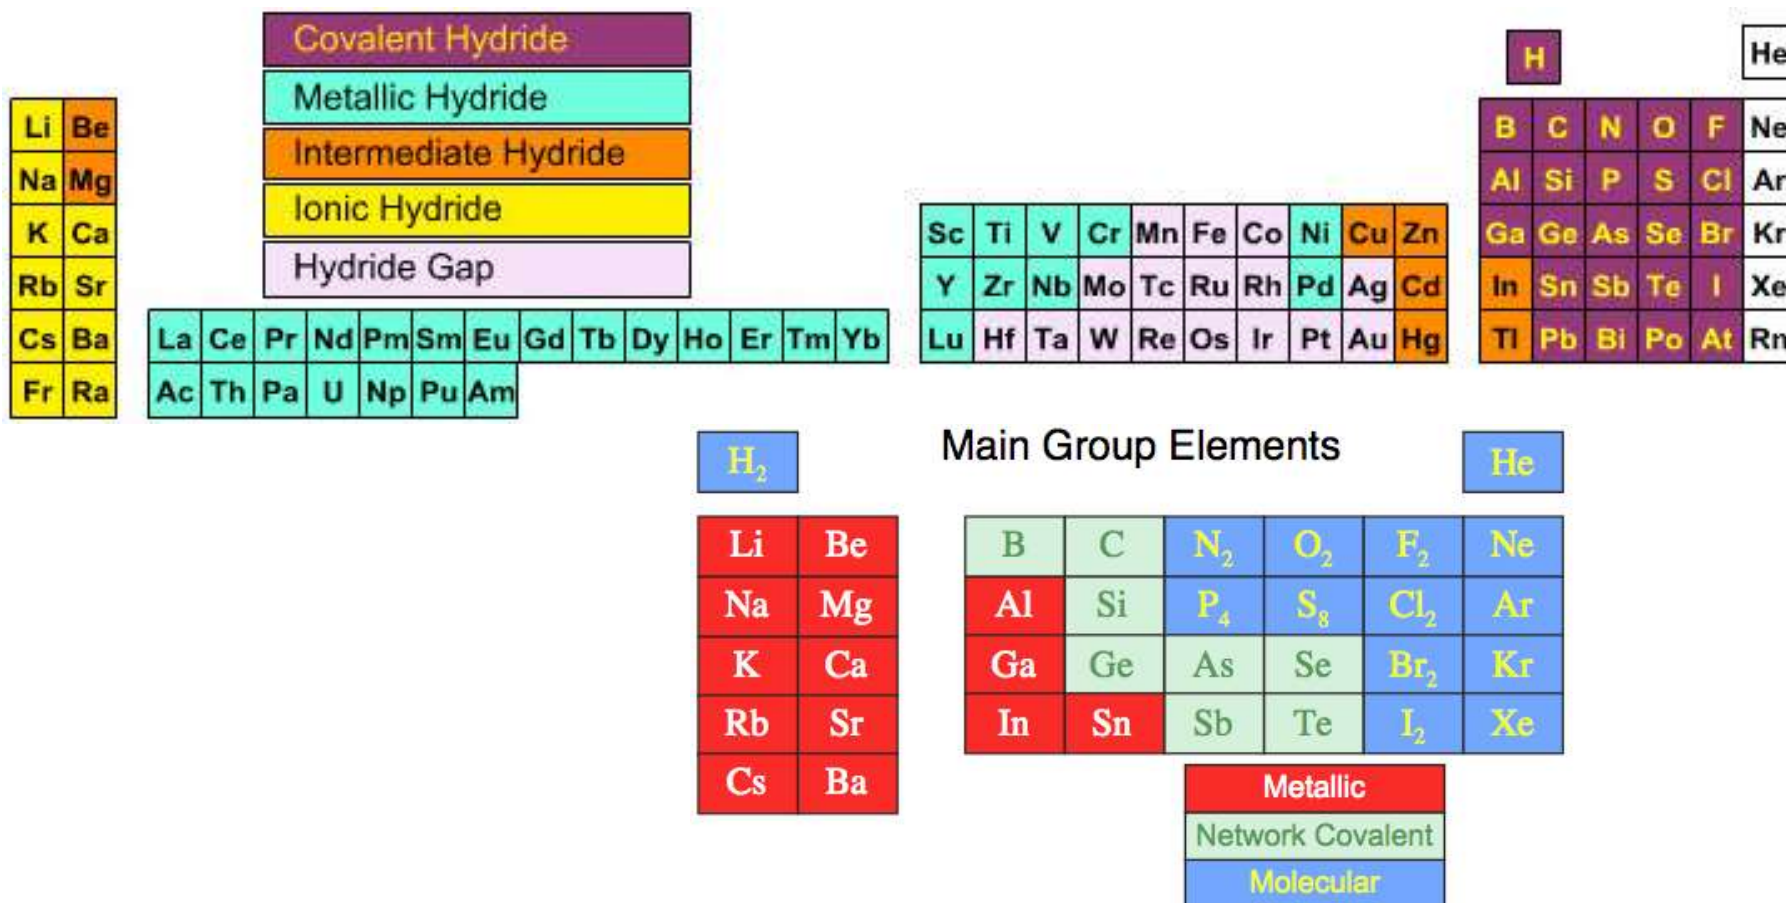 Covalent Hydride
Metallic Hydride
Intermediate Hydride
Ionic Hydride
Hydride Gap
H He
Li Be B C N O F Ne
Na Mg Al Si P S Cl Ar
K Ca Sc Ti V Cr Mn Fe Co Ni Cu Zn Ga Ge As Se Br Kr
Rb Sr Y Zr Nb Mo Tc Ru Rh Pd Ag Cd In Sn Sb Te I Xe
Cs Ba La Ce Pr Nd Pm Sm Eu Gd Tb Dy Ho Er Tm Yb Lu Hf Ta W Re Os Ir Pt Au Hg Tl Pb Bi Po At Rn
Fr Ra Ac Th Pa U Np Pu Am
Main Group Elements
H₂ He
Li Be B C N₂ O₂ F₂ Ne
Na Mg Al Si P₄ S₈ Cl₂ Ar
K Ca Ga Ge As Se Br₂ Kr
Rb Sr In Sn Sb Te I₂ Xe
Cs Ba
Metallic
Network Covalent
Molecular